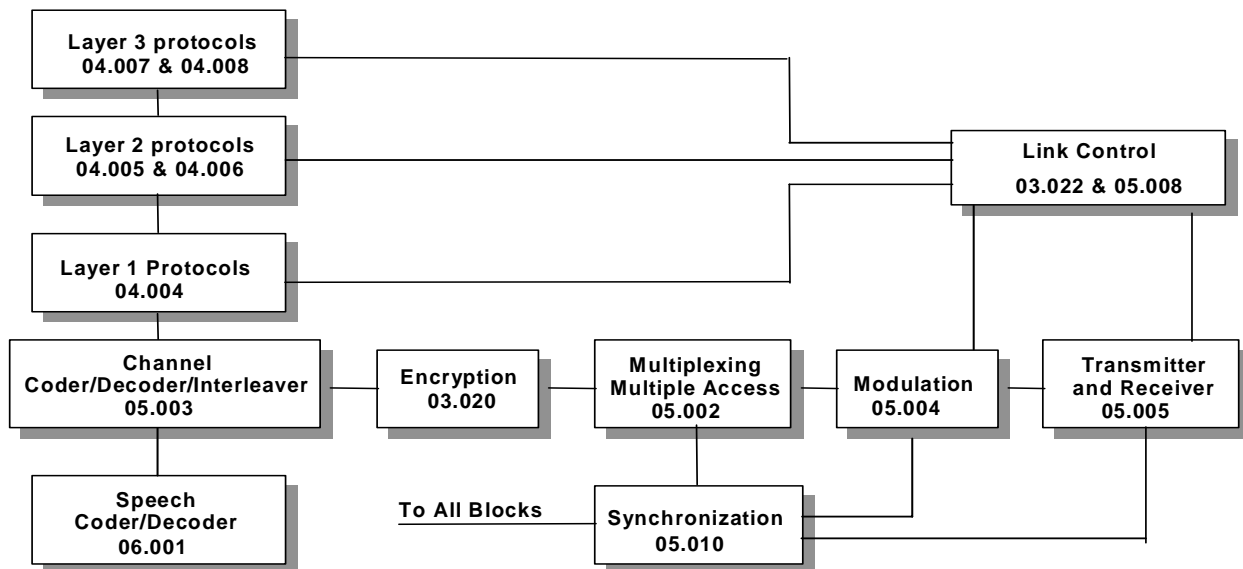 Layer 3 protocols
04.007 & 04.008
Layer 2 protocols
04.005 & 04.006
Link Control
03.022 & 05.008
Layer 1 Protocols
04.004
Channel
Coder/Decoder/Interleaver
05.003
Encryption
03.020
Multiplexing
Multiple Access
05.002
Modulation
05.004
Transmitter
and Receiver
05.005
Speech
Coder/Decoder
06.001
To All Blocks
Synchronization
05.010